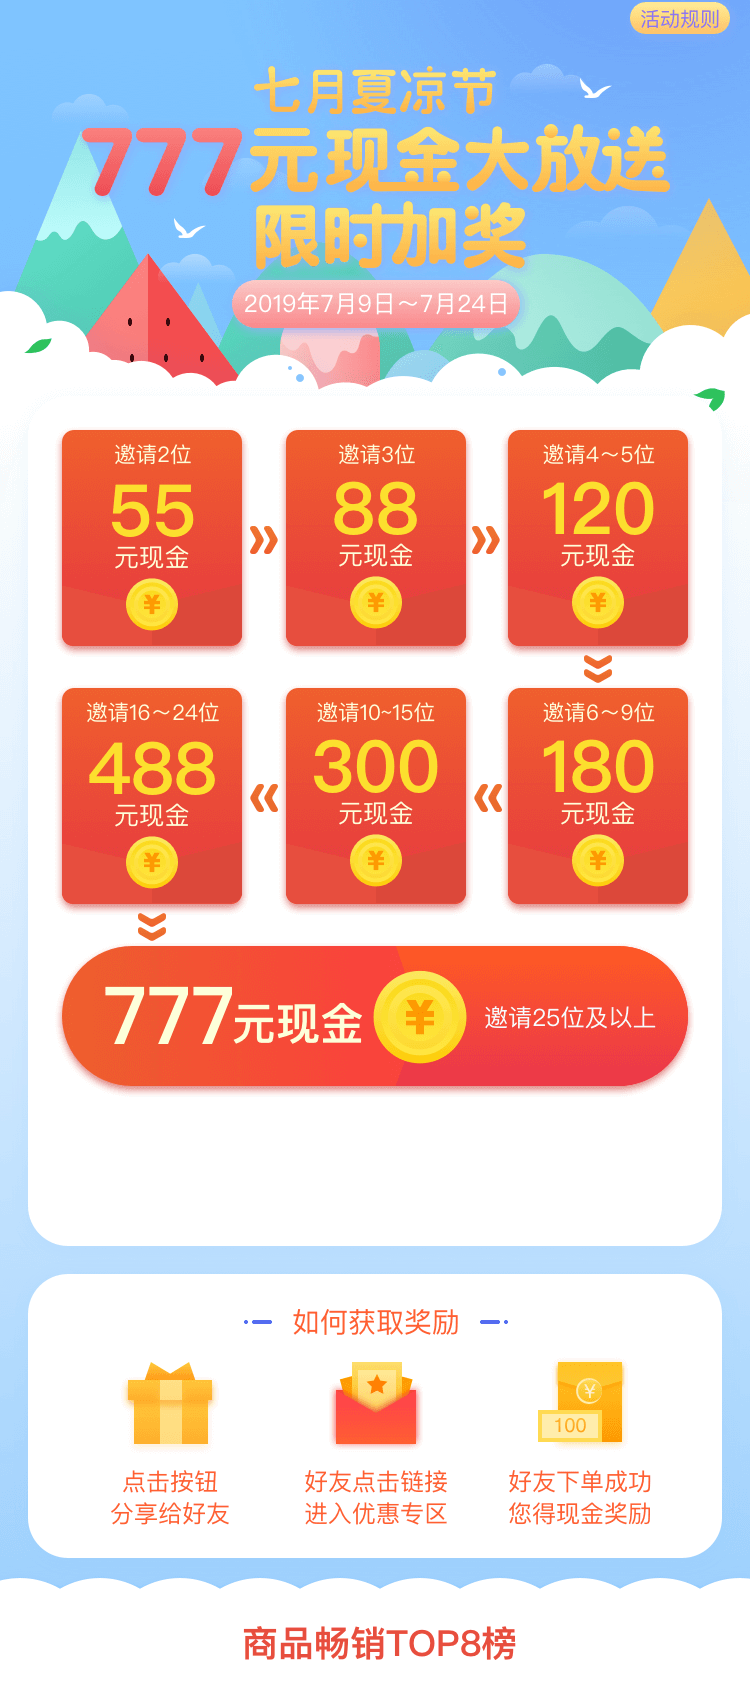 活动规则
七月夏凉节
777元现金大放送
限时加奖
2019年7月9日～7月24日
邀请2位
55
元现金
¥
邀请3位
88
元现金
¥
邀请4～5位
120
元现金
¥
邀请16～24位
488
元现金
¥
邀请10~15位
300
元现金
¥
邀请6～9位
180
元现金
¥
777元现金 ¥ 邀请25位及以上
如何获取奖励
¥
100
点击按钮
分享给好友
好友点击链接
进入优惠专区
好友下单成功
您得现金奖励
商品畅销TOP8榜